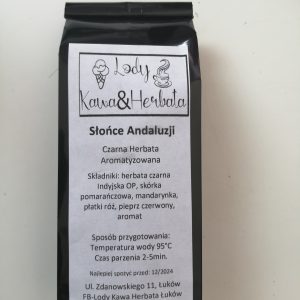 Lody
Kawa&Herbata
Słońce Andaluzji
Czarna Herbata
Aromatyzowana
Składniki: herbata czarna
Indyjska OP, skórka
pomarańczowa, mandarynka,
płatki róż, pieprz czerwony,
aromat
Sposób przygotowania:
Temperatura wody 95°C
Czas parzenia 2-5min.
Najlepiej spożyć przed: 12/2024
Ul. Zdanowskiego 11, Łuków
FB-Lody Kawa Herbata Łuków